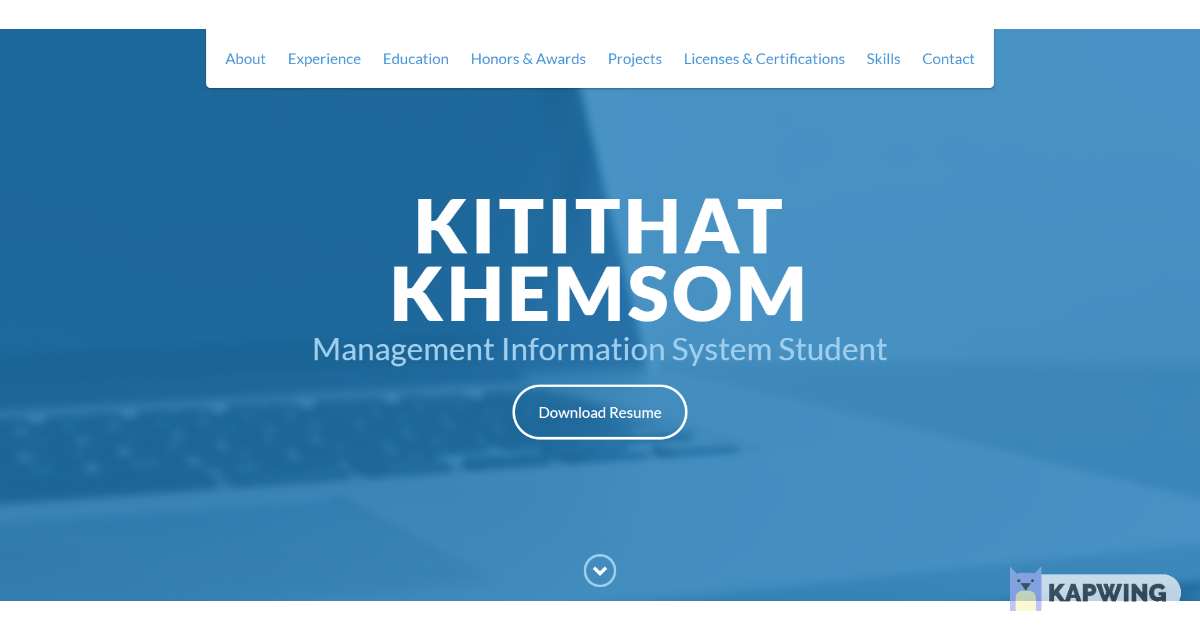 About Experience Education Honors & Awards Projects Licenses & Certifications Skills Contact
KITITHAT
KHEMSOM
Management Information System Student
Download Resume
KAPWING